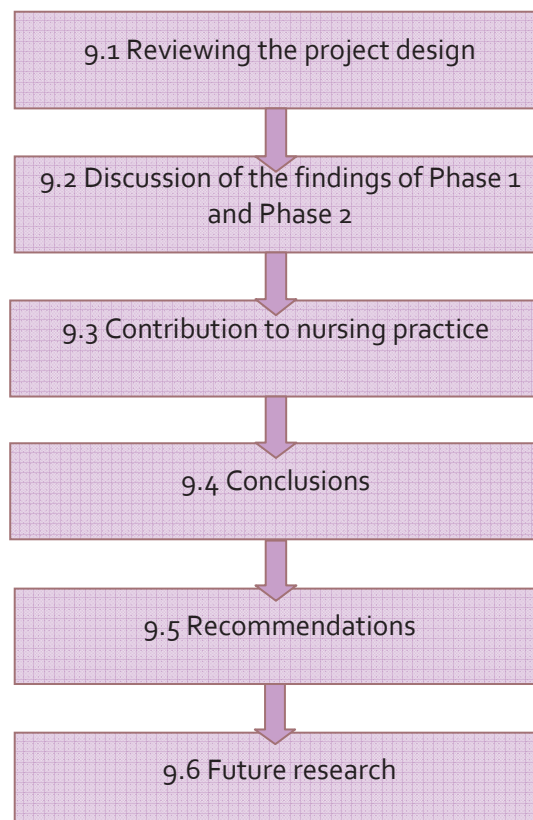 9.1 Reviewing the project design
9.2 Discussion of the findings of Phase 1
and Phase 2
9.3 Contribution to nursing practice
9.4 Conclusions
9.5 Recommendations
9.6 Future research